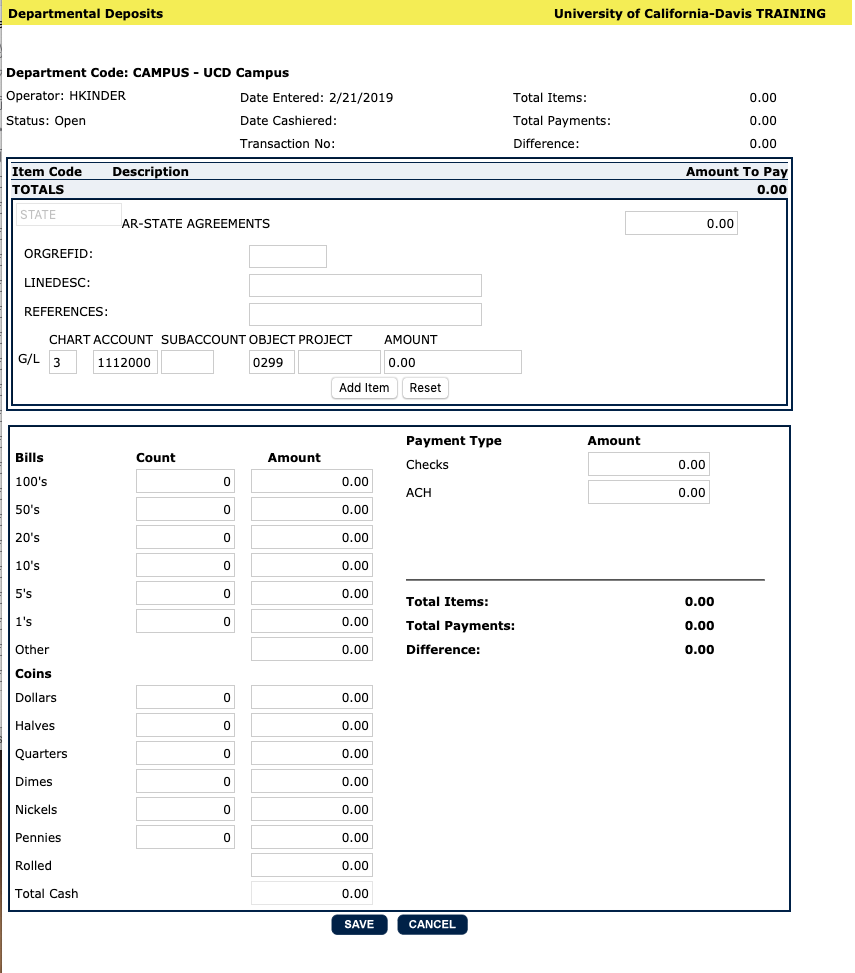 Departmental Deposits University of California-Davis TRAINING
Department Code: CAMPUS - UCD Campus
Operator: HKINDER Date Entered: 2/21/2019 Total Items: 0.00
Status: Open Date Cashiered: Total Payments: 0.00
Transaction No: Difference: 0.00
Item Code Description Amount To Pay
TOTALS 0.00
STATE AR-STATE AGREEMENTS 0.00
ORGREFID:
LINEDESC:
REFERENCES:
CHART ACCOUNT SUBACCOUNT OBJECT PROJECT AMOUNT
G/L 3 1112000 0299 0.00
Add Item Reset
Payment Type Amount
Bills Count Amount
Checks 0.00
100's 0 0.00
ACH 0.00
50's 0 0.00
20's 0 0.00
10's 0 0.00
5's 0 0.00
Total Items: 0.00
1's 0 0.00
Total Payments: 0.00
Other 0.00
Difference: 0.00
Coins
Dollars 0 0.00
Halves 0 0.00
Quarters 0 0.00
Dimes 0 0.00
Nickels 0 0.00
Pennies 0 0.00
Rolled 0.00
Total Cash 0.00
SAVE CANCEL